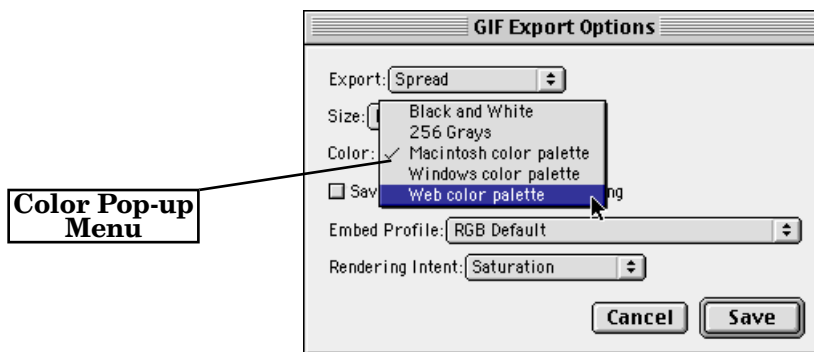 GIF Export Options
Export: Spread
Size:
Black and White
256 Grays
Color: ✓ Macintosh color palette
Windows color palette
Sav Web color palette ng
Color Pop-up
Menu
Embed Profile: RGB Default
Rendering Intent: Saturation
Cancel Save